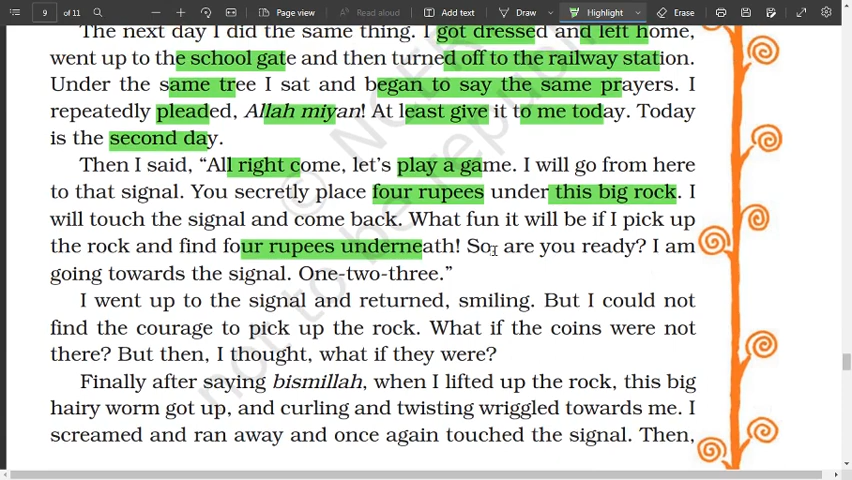 9 of 11 Page view Read aloud Add text Draw Highlight Erase
The next day I did the same thing. I got dressed and left home,
went up to the school gate and then turned off to the railway station.
Under the same tree I sat and began to say the same prayers. I
repeatedly pleaded, Allah miyan! At least give it to me today. Today
is the second day.
Then I said, “All right come, let’s play a game. I will go from here
to that signal. You secretly place four rupees under this big rock. I
will touch the signal and come back. What fun it will be if I pick up
the rock and find four rupees underneath! So, are you ready? I am
going towards the signal. One-two-three.”
I went up to the signal and returned, smiling. But I could not
find the courage to pick up the rock. What if the coins were not
there? But then, I thought, what if they were?
Finally after saying bismillah, when I lifted up the rock, this big
hairy worm got up, and curling and twisting wriggled towards me. I
screamed and ran away and once again touched the signal. Then,
© NCERT
not to be republi